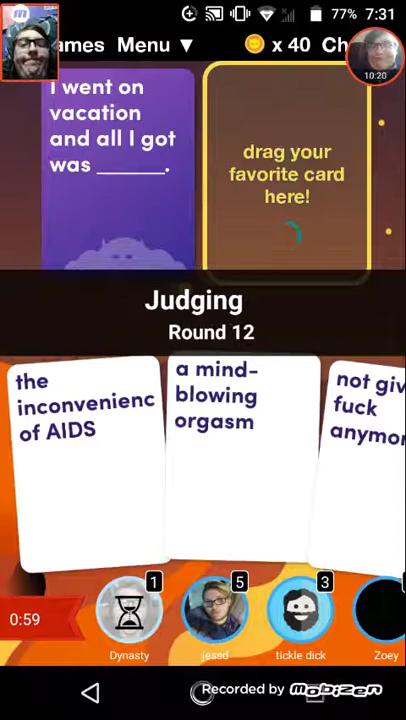 77% 7:31
ames Menu ▼ x 40 Ch
10:20
I went on
vacation
and all I got
was ______.
drag your
favorite card
here!
Judging
Round 12
the
inconvenienc
of AIDS
a mind-
blowing
orgasm
not giv
fuck
anymor
0:59
1
5
3
Dynasty
jessd
tickle dick
Zoey
Recorded by MOBIZEN